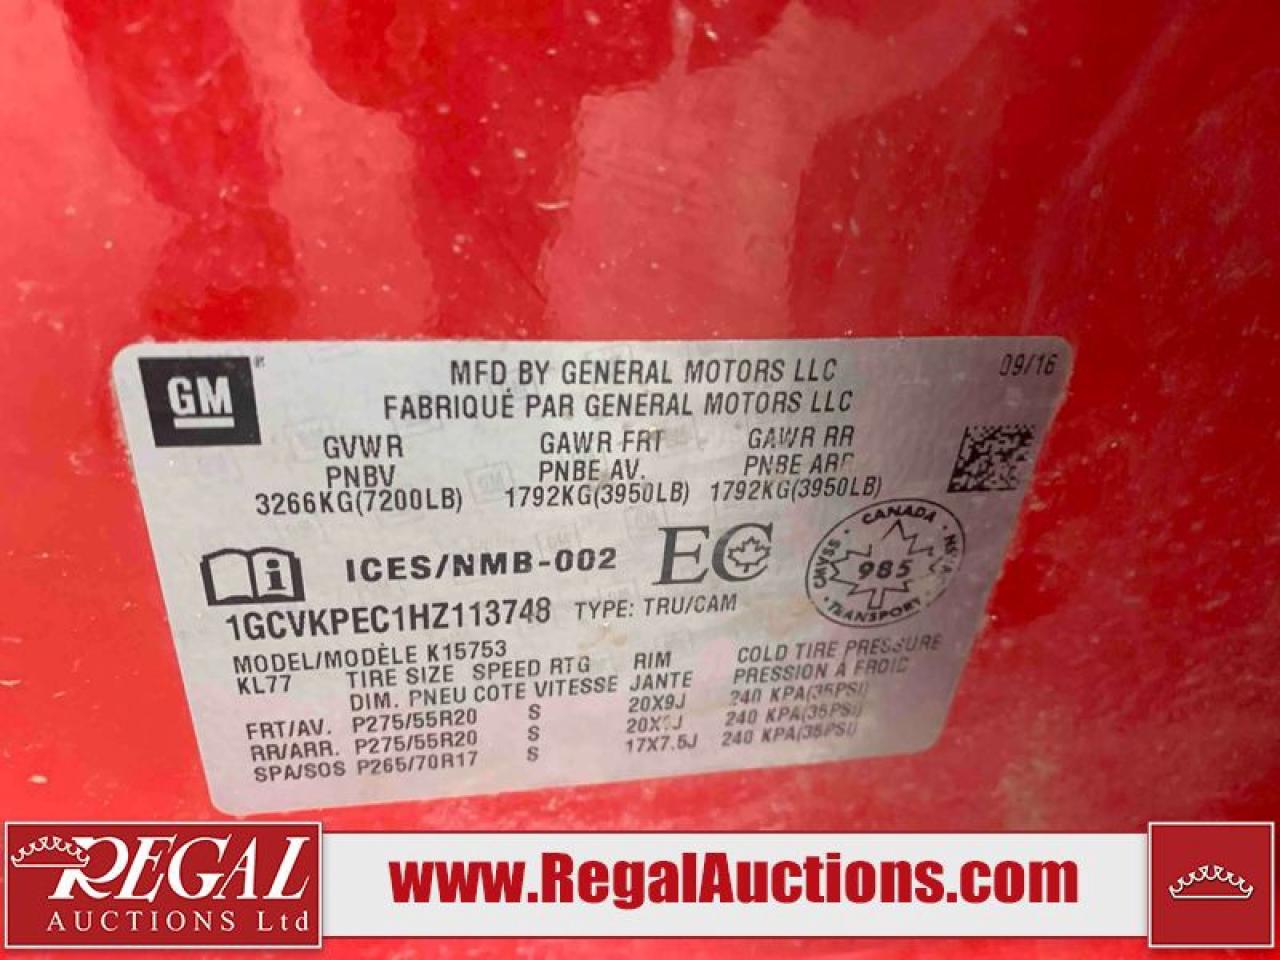 GM
MFD BY GENERAL MOTORS LLC
09/16
FABRIQUÉ PAR GENERAL MOTORS LLC
GVWR GAWR FRT GAWR RR
PNBV PNBE AV. PNBE ARR
3266KG(7200LB) 1792KG(3950LB) 1792KG(3950LB)
ICES/NMB-002 EC
CANADA
CMVSS 985 NSVAC
TRANSPORT
1GCVKPEC1HZ113748 TYPE: TRU/CAM
MODEL/MODÈLE K15753
KL77 TIRE SIZE SPEED RTG RIM COLD TIRE PRESSURE
DIM. PNEU COTE VITESSE JANTE PRESSION À FROID
FRT/AV. P275/55R20 S 20X9J 240 KPA(35PSI)
RR/ARR. P275/55R20 S 20X9J 240 KPA(35PSI)
SPA/SOS P265/70R17 S 17X7.5J 240 KPA(35PSI)
REGAL
AUCTIONS Ltd
www.RegalAuctions.com